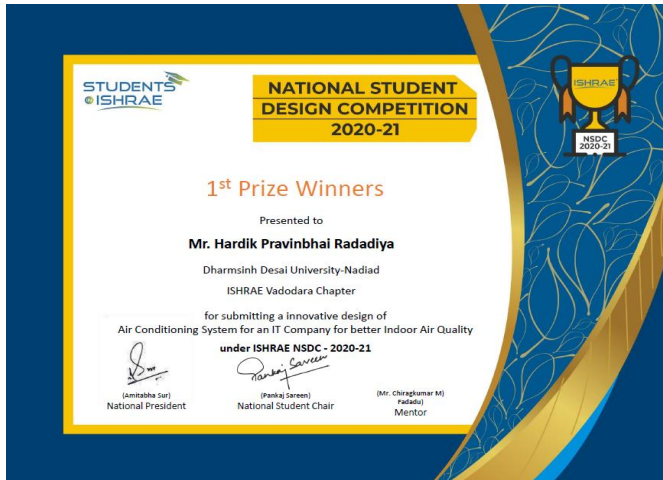 STUDENTS
@ISHRAE
NATIONAL STUDENT
DESIGN COMPETITION
2020-21
ISHRAE
NSDC
2020-21
1st Prize Winners
Presented to
Mr. Hardik Pravinbhai Radadiya
Dharmsinh Desai University-Nadiad
ISHRAE Vadodara Chapter
for submitting a innovative design of
Air Conditioning System for an IT Company for better Indoor Air Quality
under ISHRAE NSDC - 2020-21
Pankaj Sareen
(Amitabha Sur)
National President
(Pankaj Sareen)
National Student Chair
(Mr. Chiragkumar M)
Fadadu)
Mentor